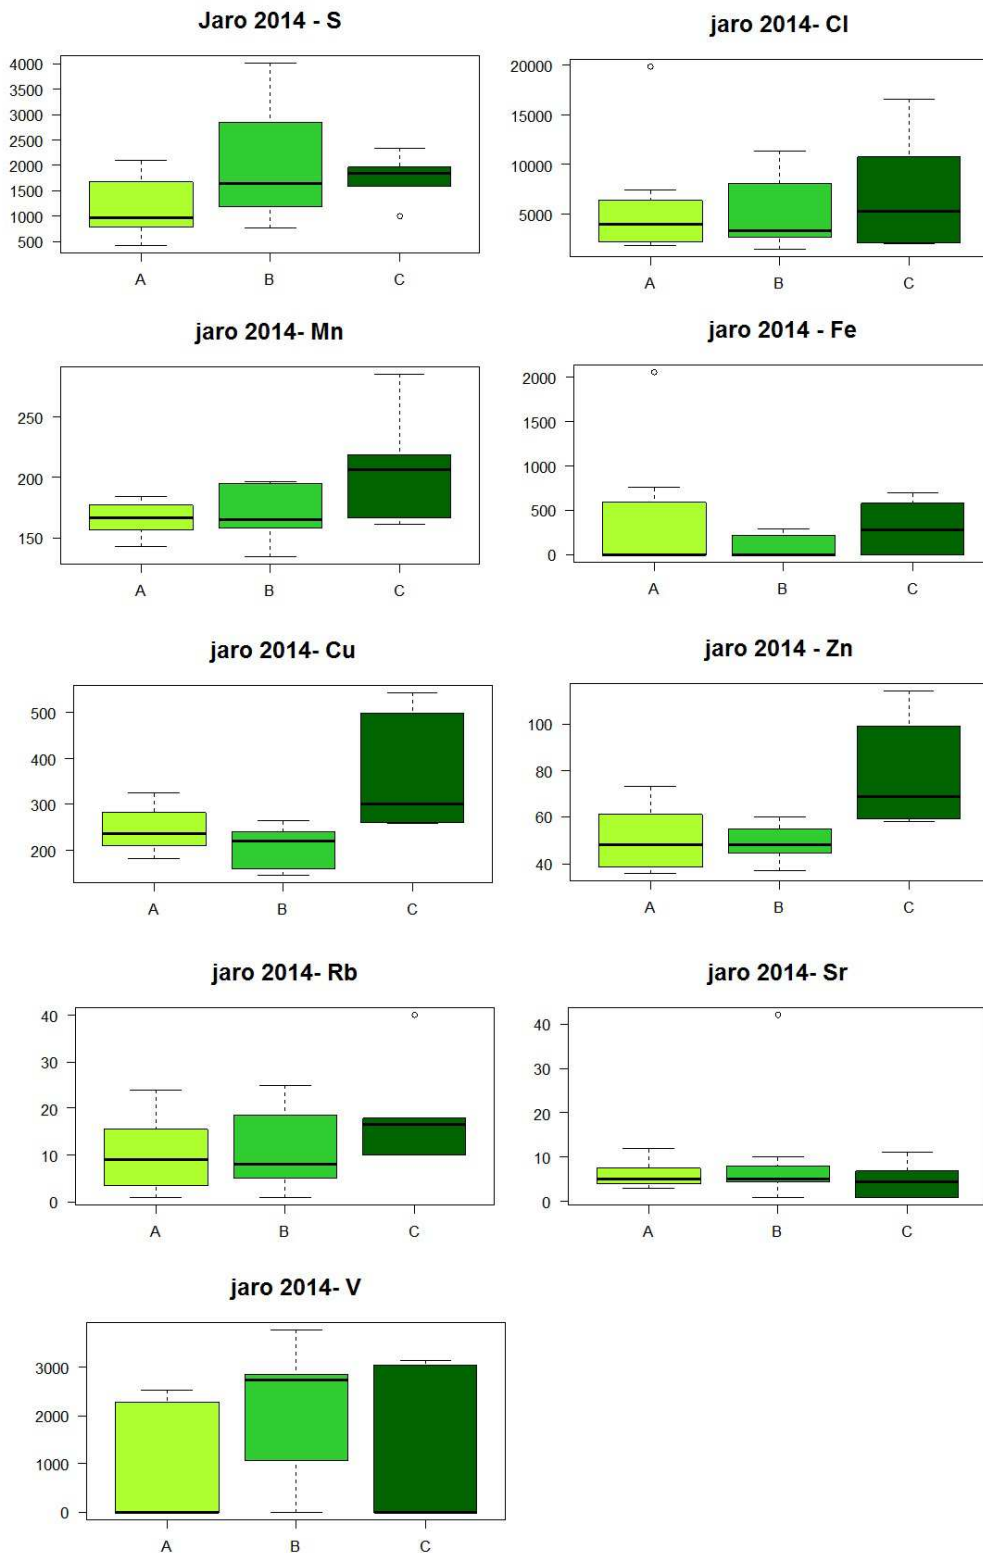 Jaro 2014 - S
4000
3500
3000
2500
2000
1500
1000
500
A B C
jaro 2014- Cl
20000
15000
10000
5000
A B C
jaro 2014- Mn
250
200
150
A B C
jaro 2014 - Fe
2000
1500
1000
500
0
A B C
jaro 2014- Cu
500
400
300
200
A B C
jaro 2014 - Zn
100
80
60
40
A B C
jaro 2014- Rb
40
30
20
10
0
A B C
jaro 2014- Sr
40
30
20
10
0
A B C
jaro 2014- V
3000
2000
1000
0
A B C